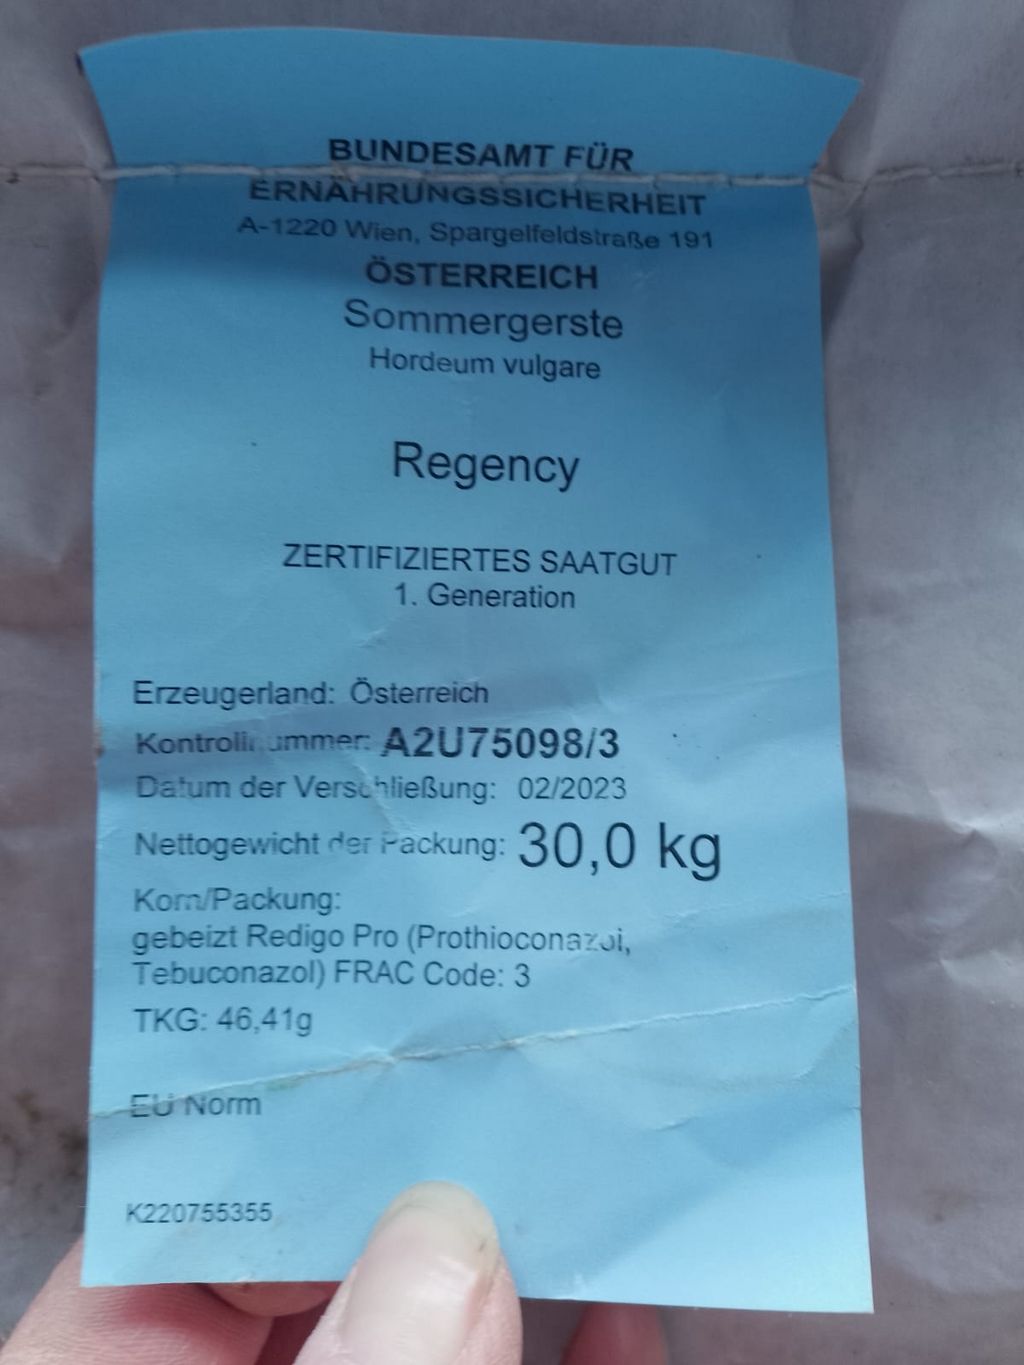 BUNDESAMT FÜR
ERNÄHRUNGSSICHERHEIT
A-1220 Wien, Spargelfeldstraße 191
ÖSTERREICH
Sommergerste
Hordeum vulgare
Regency
ZERTIFIZIERTES SAATGUT
1. Generation
Erzeugerland: Österreich
Kontrollnummer: A2U75098/3
Datum der Verschließung: 02/2023
Nettogewicht der Packung: 30,0 kg
Korn/Packung:
gebeizt Redigo Pro (Prothioconazol,
Tebuconazol) FRAC Code: 3
TKG: 46,41g
EU Norm
K220755355